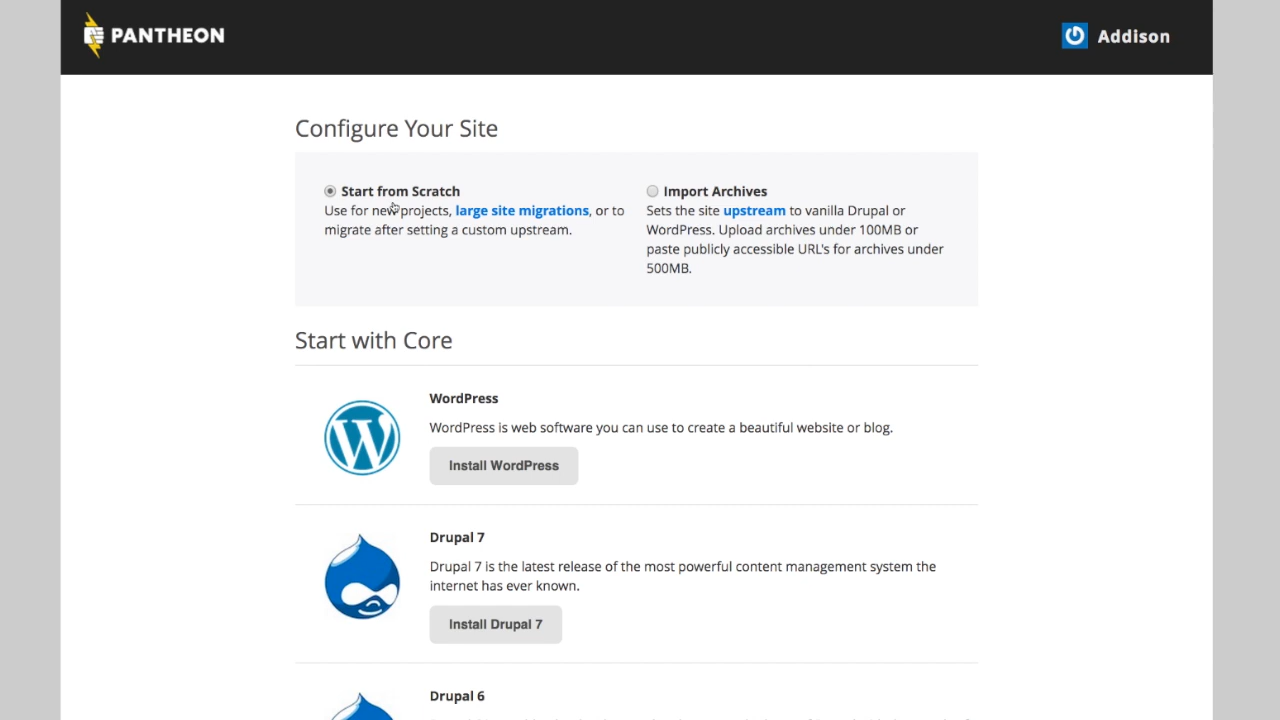 PANTHEON
Addison
Configure Your Site
Start from Scratch
Use for new projects, large site migrations, or to
migrate after setting a custom upstream.
Import Archives
Sets the site upstream to vanilla Drupal or
WordPress. Upload archives under 100MB or
paste publicly accessible URL's for archives under
500MB.
Start with Core
WordPress
WordPress is web software you can use to create a beautiful website or blog.
Install WordPress
Drupal 7
Drupal 7 is the latest release of the most powerful content management system the
internet has ever known.
Install Drupal 7
Drupal 6